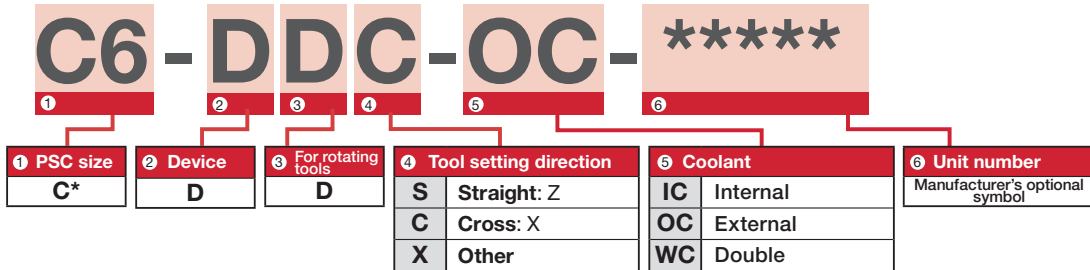 C6-DDC-OC-*****
① ② ③ ④ ⑤ ⑥
① PSC size
C*
② Device
D
③ For rotating
tools
D
④ Tool setting direction
S Straight: Z
C Cross: X
X Other
⑤ Coolant
IC Internal
OC External
WC Double
⑥ Unit number
Manufacturer's optional
symbol